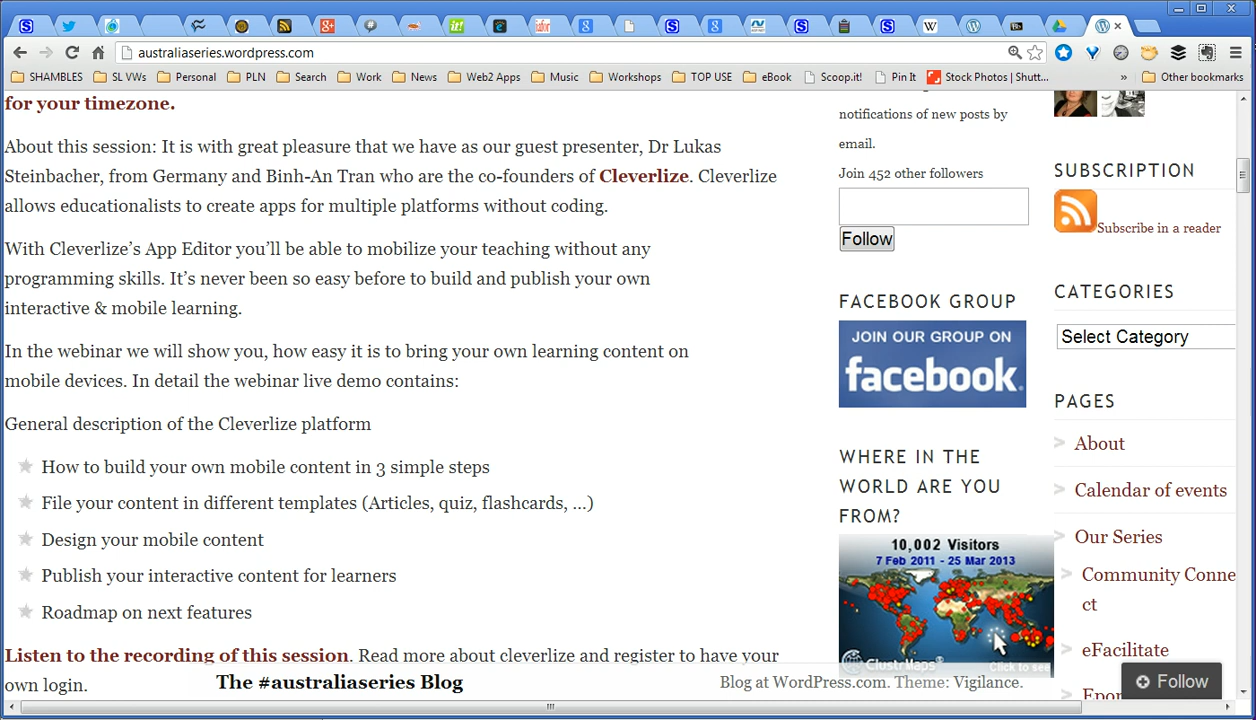 australiaseries.wordpress.com
SHAMBLES
SL VWs
Personal
PLN
Search
Work
News
Web2 Apps
Music
Workshops
TOP USE
eBook
Scoop.it!
Pin It
Stock Photos | Shutt...
»
Other bookmarks
for your timezone.
About this session: It is with great pleasure that we have as our guest presenter, Dr Lukas
Steinbacher, from Germany and Binh-An Tran who are the co-founders of Cleverlize. Cleverlize
allows educationalists to create apps for multiple platforms without coding.
With Cleverlize’s App Editor you’ll be able to mobilize your teaching without any
programming skills. It’s never been so easy before to build and publish your own
interactive & mobile learning.
In the webinar we will show you, how easy it is to bring your own learning content on
mobile devices. In detail the webinar live demo contains:
General description of the Cleverlize platform
How to build your own mobile content in 3 simple steps
File your content in different templates (Articles, quiz, flashcards, ...)
Design your mobile content
Publish your interactive content for learners
Roadmap on next features
Listen to the recording of this session. Read more about cleverlize and register to have your
own login.
notifications of new posts by
email.
Join 452 other followers
Follow
FACEBOOK GROUP
JOIN OUR GROUP ON
facebook.
WHERE IN THE
WORLD ARE YOU
FROM?
10,002 Visitors
7 Feb 2011 - 25 Mar 2013
ClustrMaps®
Click to see
SUBSCRIPTION
Subscribe in a reader
CATEGORIES
Select Category
PAGES
About
Calendar of events
Our Series
Community Conne
ct
eFacilitate
The #australiaseries Blog
Blog at WordPress.com. Theme: Vigilance.
Follow